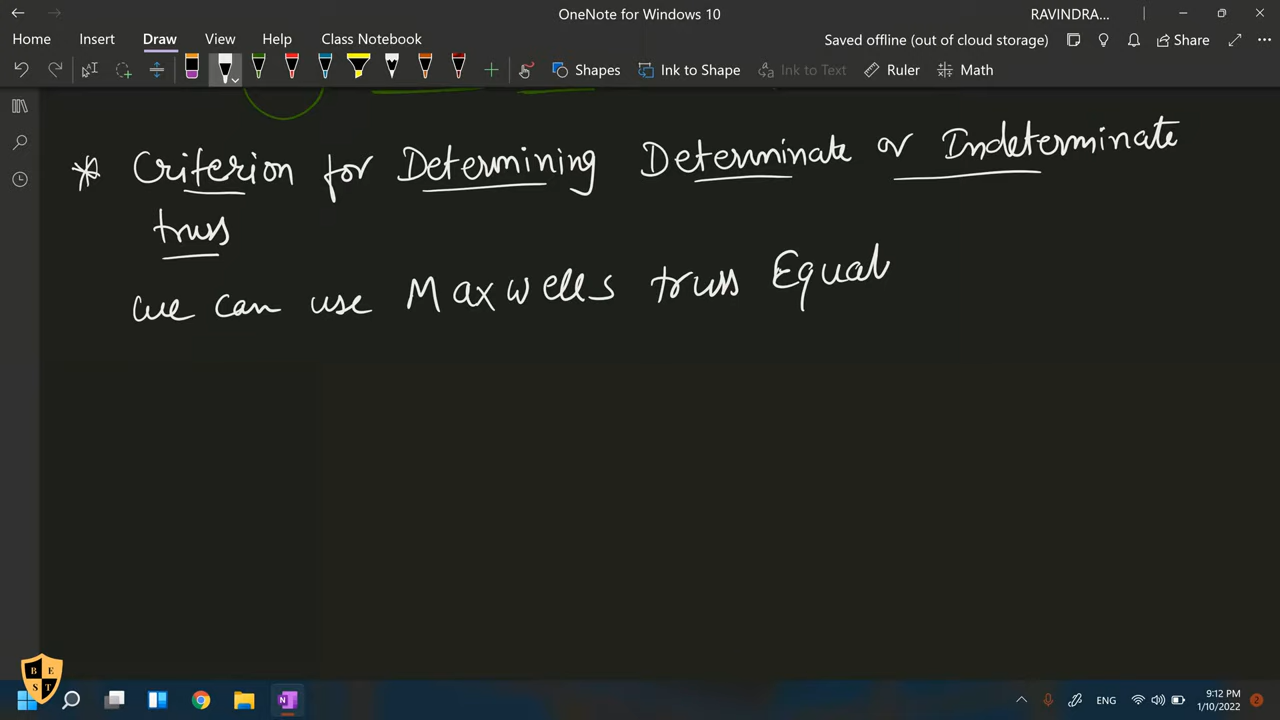 OneNote for Windows 10
RAVINDRA...
Home Insert Draw View Help Class Notebook
Saved offline (out of cloud storage) Share
Shapes Ink to Shape Ink to Text Ruler Math
* Criterion for Determining Determinate or Indeterminate
truss
we can use Maxwells truss Equat
B E
S T
ENG
9:12 PM
1/10/2022
2